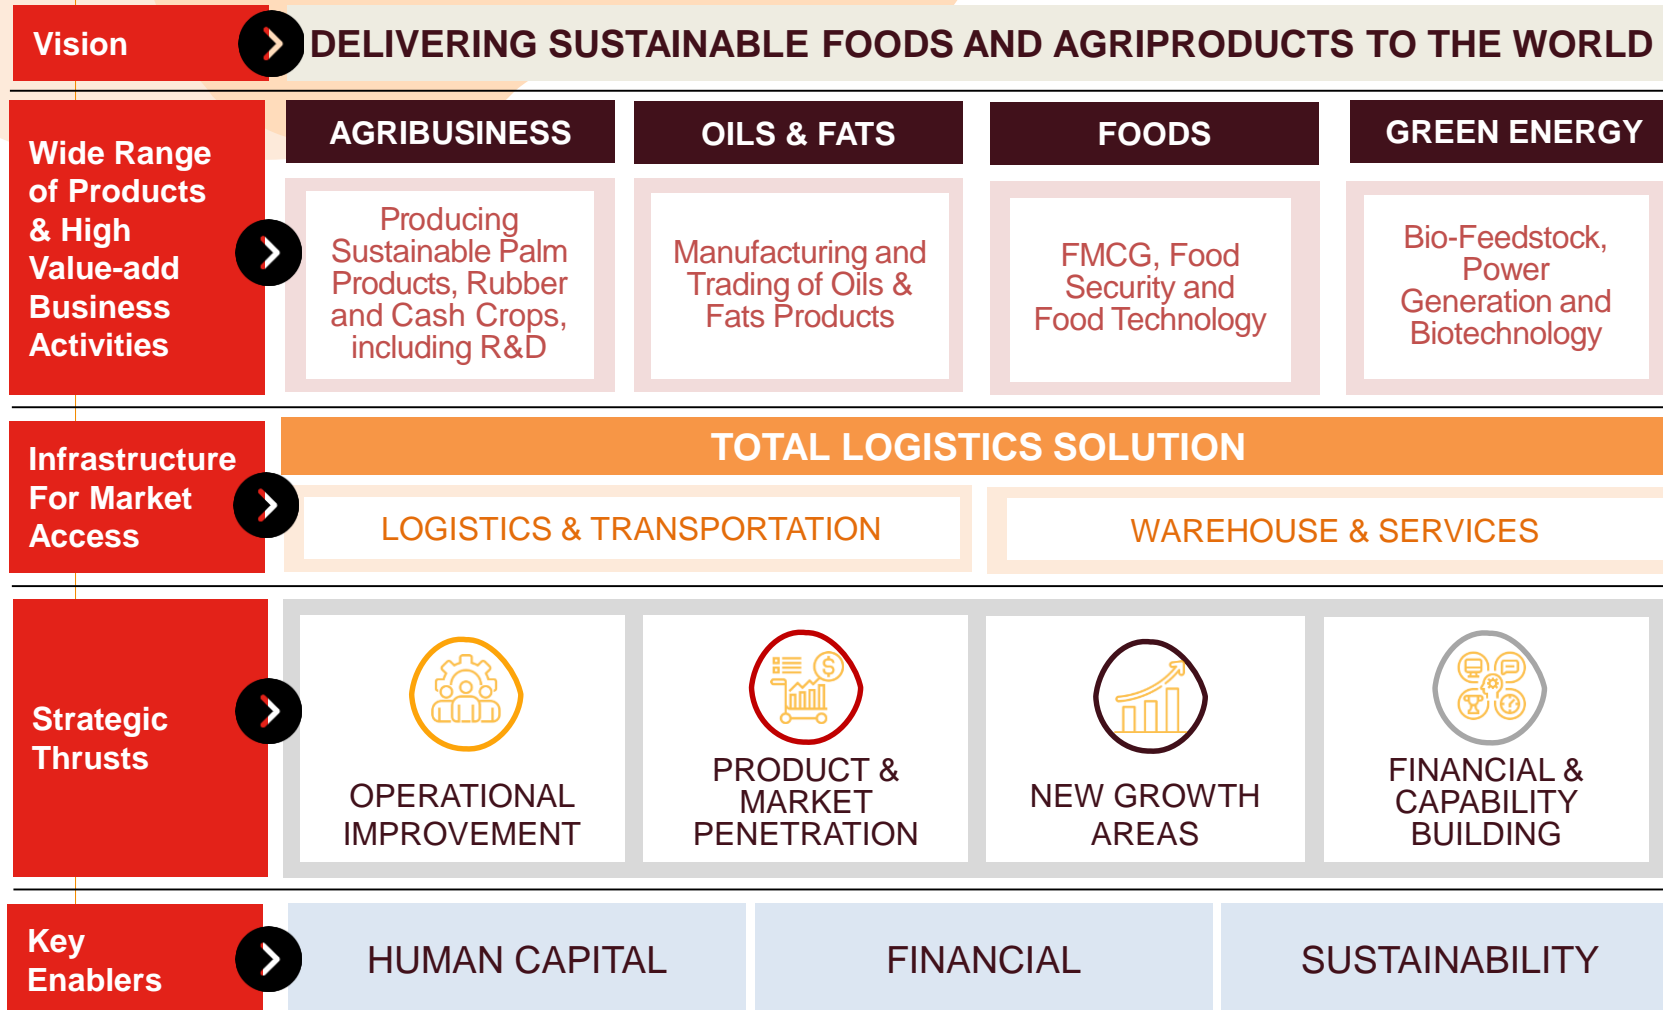 Vision
DELIVERING SUSTAINABLE FOODS AND AGRIPRODUCTS TO THE WORLD
Wide Range
of Products
& High
Value-add
Business
Activities
AGRIBUSINESS
Producing
Sustainable Palm
Products, Rubber
and Cash Crops,
including R&D
OILS & FATS
Manufacturing and
Trading of Oils &
Fats Products
FOODS
FMCG, Food
Security and
Food Technology
GREEN ENERGY
Bio-Feedstock,
Power
Generation and
Biotechnology
Infrastructure
For Market
Access
TOTAL LOGISTICS SOLUTION
LOGISTICS & TRANSPORTATION
WAREHOUSE & SERVICES
Strategic
Thrusts
OPERATIONAL
IMPROVEMENT
$
PRODUCT &
MARKET
PENETRATION
NEW GROWTH
AREAS
FINANCIAL &
CAPABILITY
BUILDING
Key
Enablers
HUMAN CAPITAL
FINANCIAL
SUSTAINABILITY